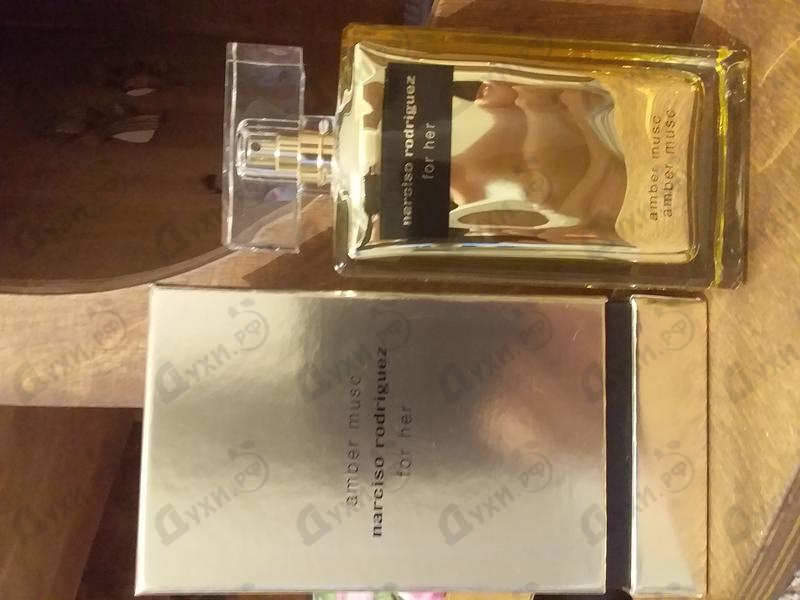 narciso rodriguez
for her
amber musc
amber musc
amber musc
narciso rodriguez
for her
Духи.рф